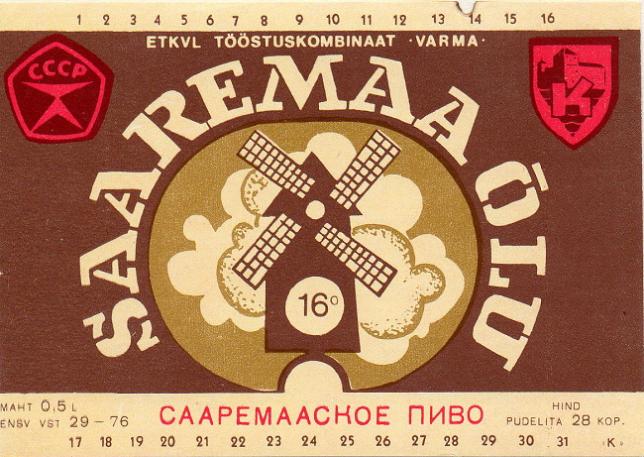 1 2 3 4 5 6 7 8 9 10 11 12 13 14 15 16
ETKVL TÖÖSTUSKOMBINAAT ·VARMA·
СССР
K
SAAREMAA ÕLU
16°
MAHT 0,5 L
ENSV VST 29-76
СААРЕМААСКОЕ ПИВО
HIND
PUDELITA 28 KOP.
17 18 19 20 21 22 23 24 25 26 27 28 29 30 31 «K»